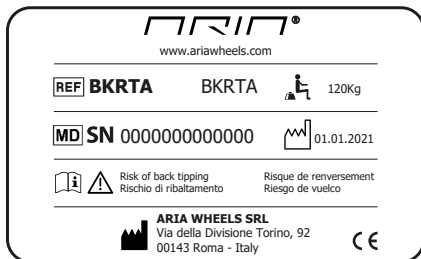 ARIA®
www.ariawheels.com
REF BKRTA BKRTA 120Kg
MD SN 0000000000000 01.01.2021
Risk of back tipping Risque de renversement
Rischio di ribaltamento Riesgo de vuelco
ARIA WHEELS SRL
Via della Divisione Torino, 92
00143 Roma - Italy CE